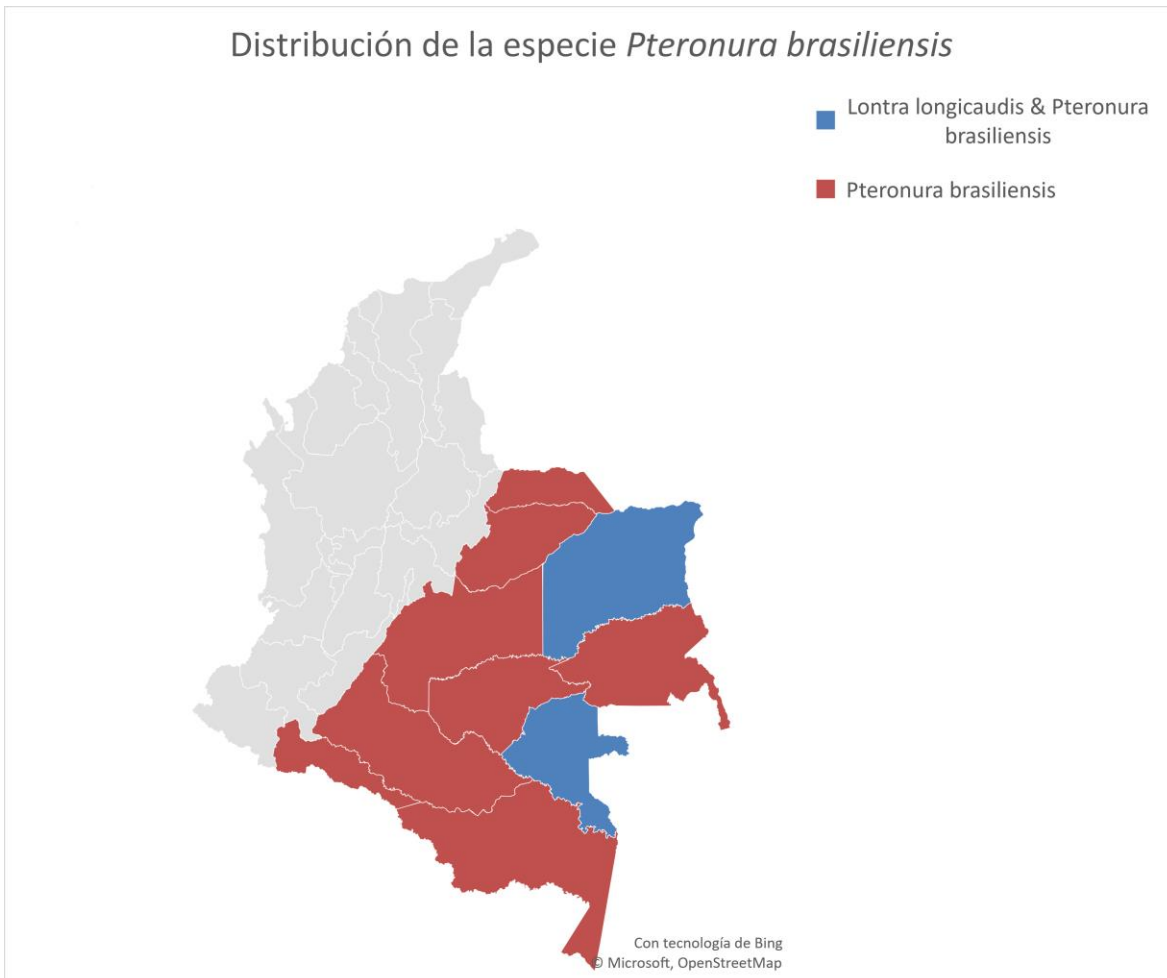 Distribución de la especie Pteronura brasiliensis
Lontra longicaudis & Pteronura
brasiliensis
Pteronura brasiliensis
Con tecnología de Bing
© Microsoft, OpenStreetMap